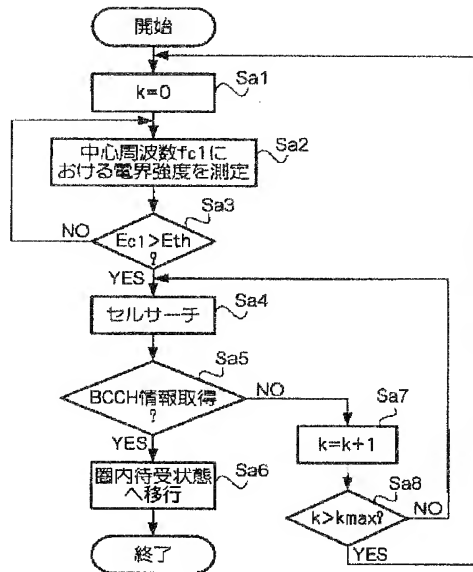 開始
k=0
Sa1
中心周波数fc1に
おける電界強度を測定
Sa2
Ec1>Eth
?
Sa3
NO
YES
セルサーチ
Sa4
BCCH情報取得
?
Sa5
NO
YES
圏内待受状態
へ移行
Sa6
k=k+1
Sa7
k>kmax?
Sa8
NO
YES
終了